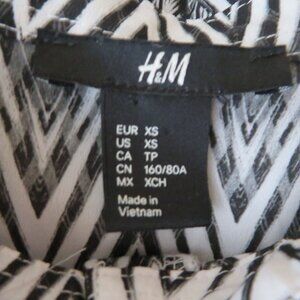 H&M
EUR XS
US XS
CA TP
CN 160/80A
MX XCH
Made in
Vietnam